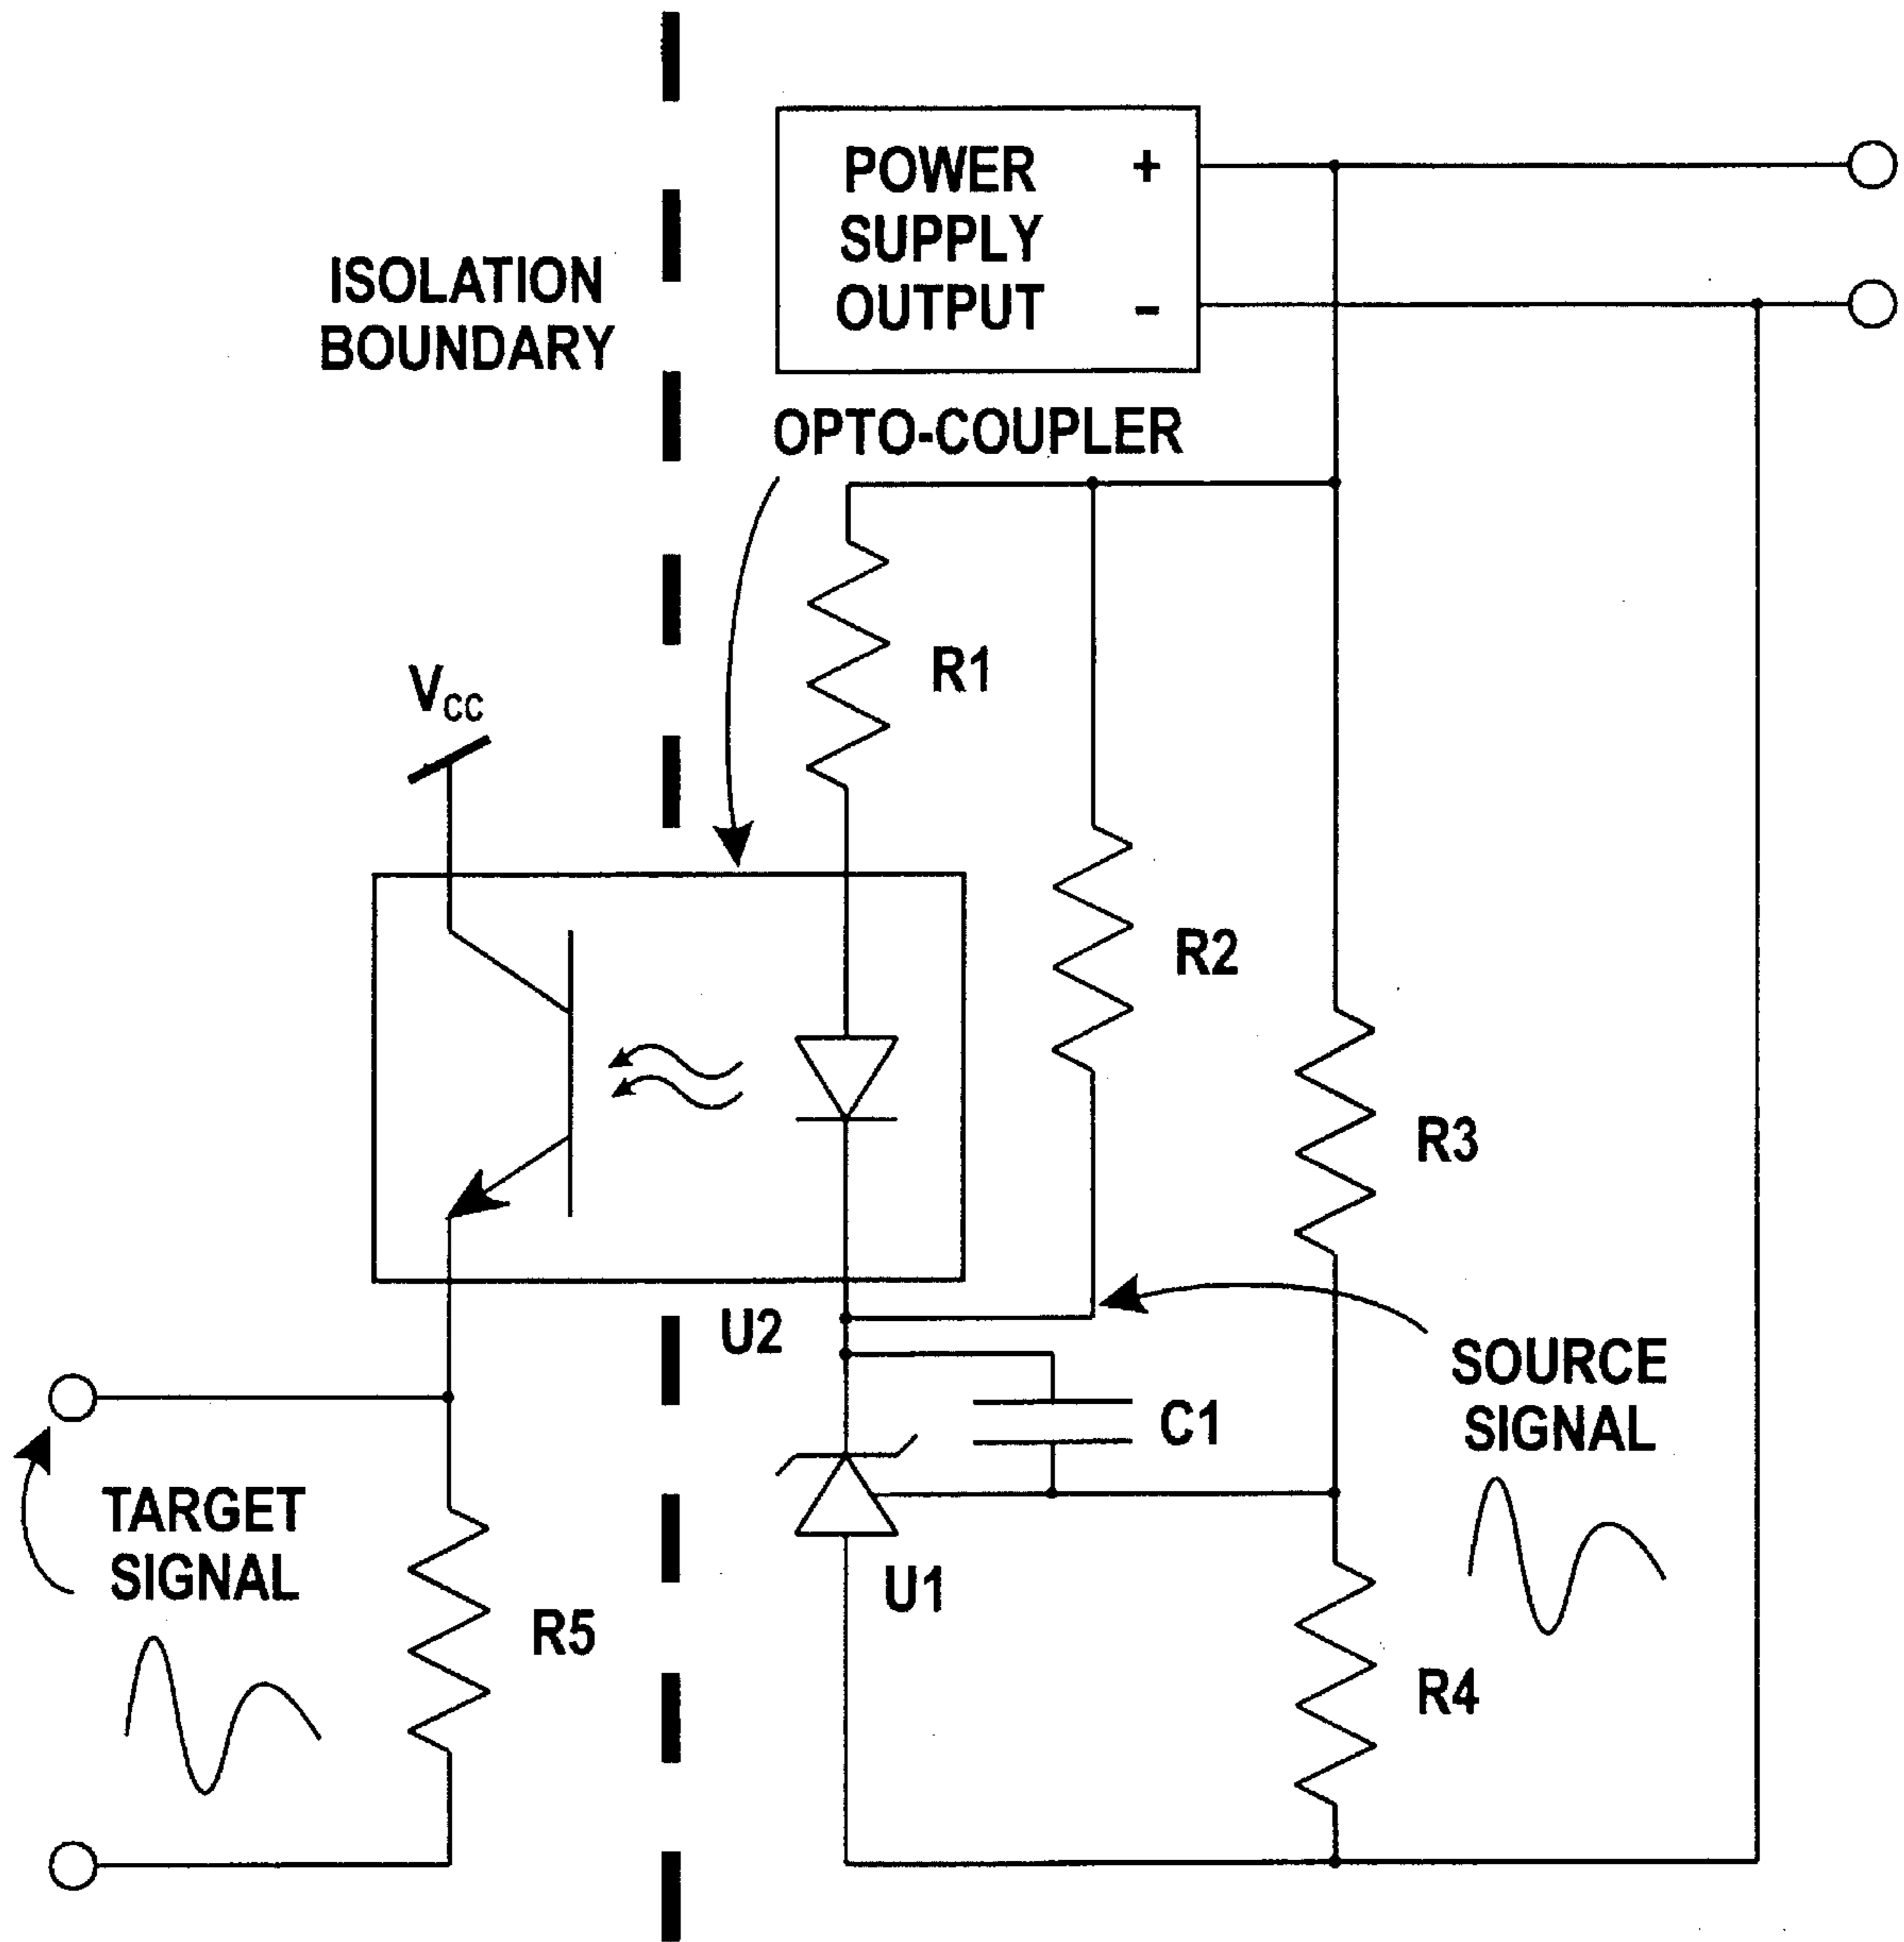 POWER +
SUPPLY
OUTPUT -
ISOLATION
BOUNDARY
OPTO-COUPLER
R1
VCC
R2
R3
U2
SOURCE
SIGNAL
C1
TARGET
SIGNAL
U1
R5
R4